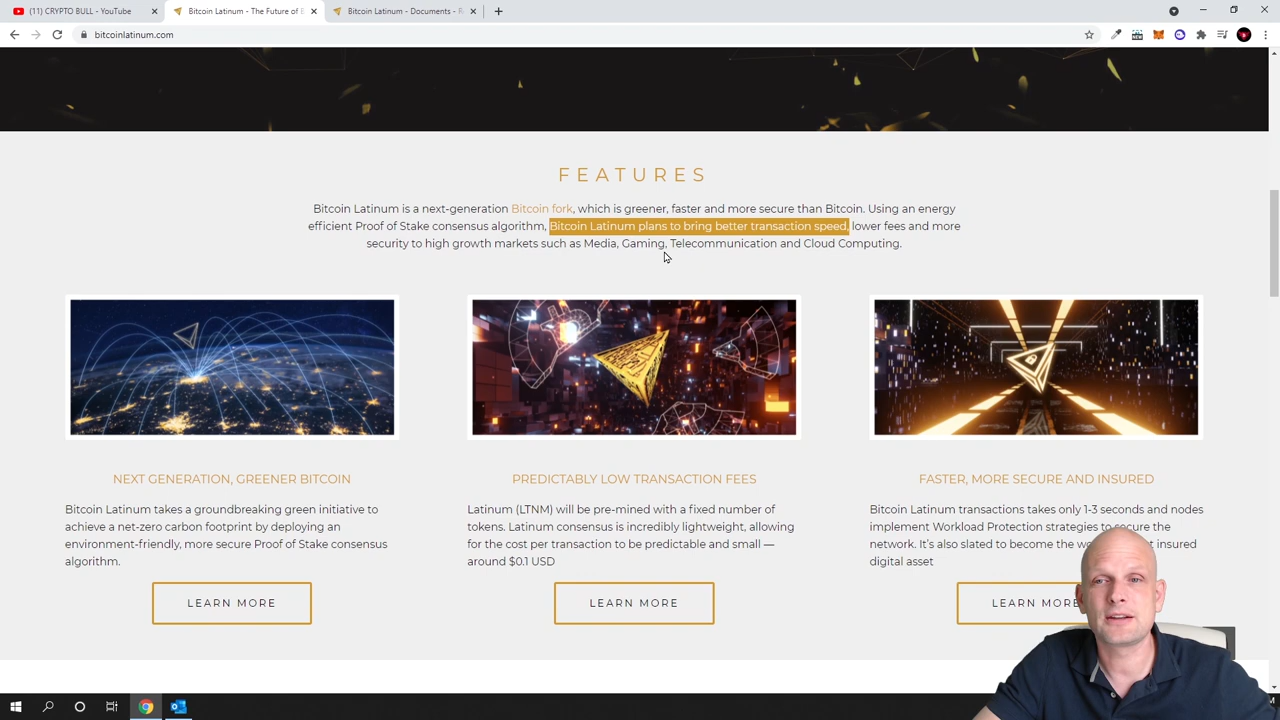 (11) CRYPTO BULL - YouTube
Bitcoin Latinum - The Future of B
Bitcoin Latinum - Documents - R
bitcoinlatinum.com
FEATURES
Bitcoin Latinum is a next-generation Bitcoin fork, which is greener, faster and more secure than Bitcoin. Using an energy
efficient Proof of Stake consensus algorithm, Bitcoin Latinum plans to bring better transaction speed, lower fees and more
security to high growth markets such as Media, Gaming, Telecommunication and Cloud Computing.
NEXT GENERATION, GREENER BITCOIN
Bitcoin Latinum takes a groundbreaking green initiative to
achieve a net-zero carbon footprint by deploying an
environment-friendly, more secure Proof of Stake consensus
algorithm.
LEARN MORE
PREDICTABLY LOW TRANSACTION FEES
Latinum (LTNM) will be pre-mined with a fixed number of
tokens. Latinum consensus is incredibly lightweight, allowing
for the cost per transaction to be predictable and small —
around $0.1 USD
LEARN MORE
FASTER, MORE SECURE AND INSURED
Bitcoin Latinum transactions takes only 1-3 seconds and nodes
implement Workload Protection strategies to secure the
network. It's also slated to become the insured
digital asset
LEARN MORE